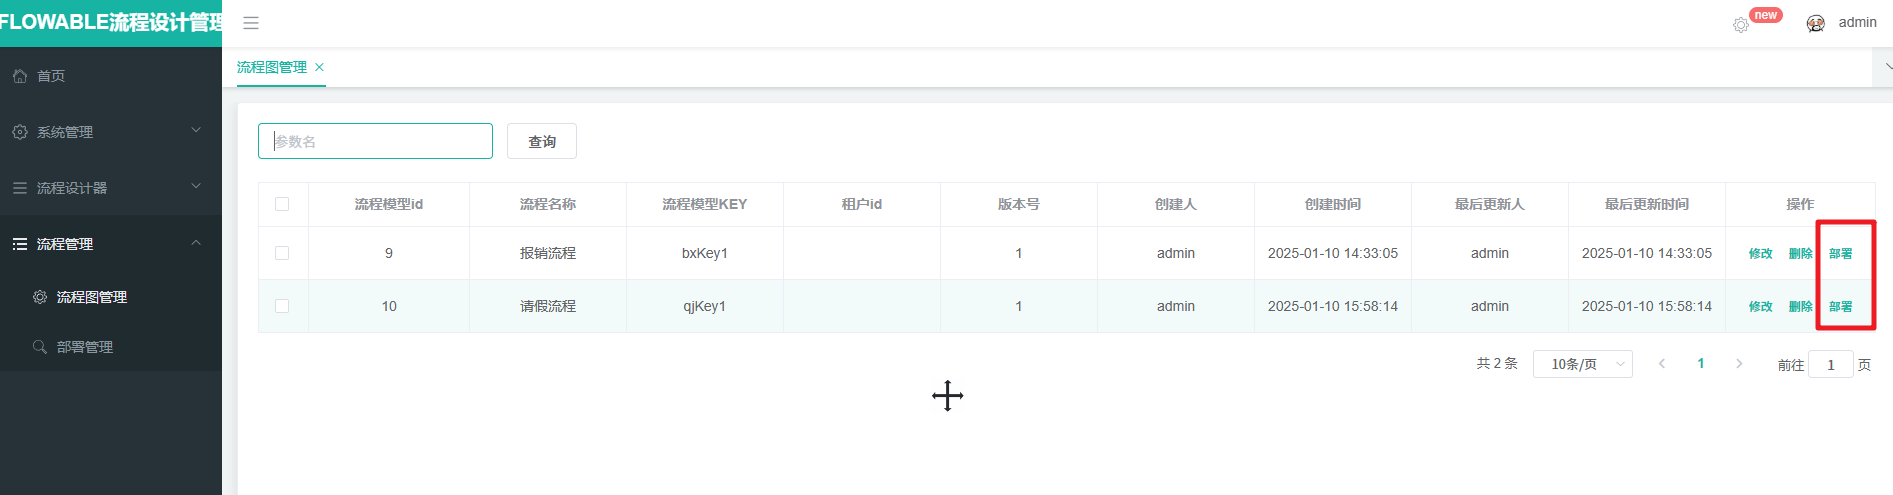 FLOWABLE流程设计管理
new
admin
首页
流程图管理
系统管理
参数名
查询
流程设计器
流程管理
流程图管理
部署管理
流程模型id 流程名称 流程模型KEY 租户id 版本号 创建人 创建时间 最后更新人 最后更新时间 操作
9 报销流程 bxKey1 1 admin 2025-01-10 14:33:05 admin 2025-01-10 14:33:05 修改 删除 部署
10 请假流程 qjKey1 1 admin 2025-01-10 15:58:14 admin 2025-01-10 15:58:14 修改 删除 部署
共 2 条 10条/页 1 前往 1 页